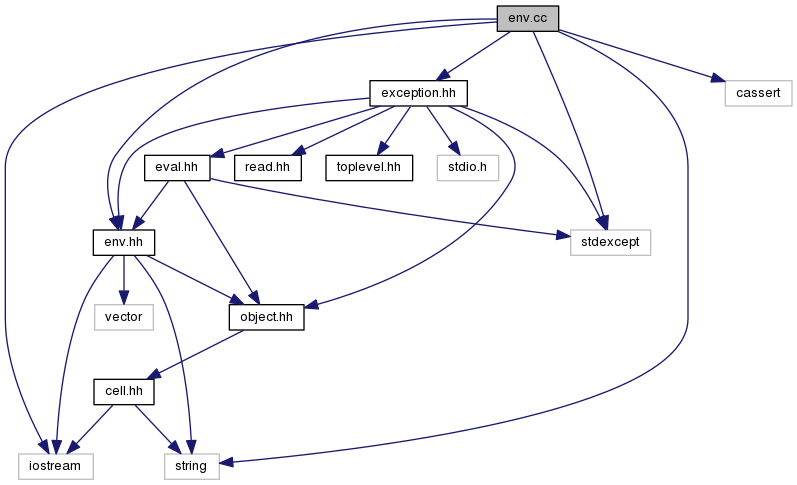 env.cc
exception.hh
cassert
eval.hh
read.hh
toplevel.hh
stdio.h
env.hh
stdexcept
vector
object.hh
cell.hh
iostream
string